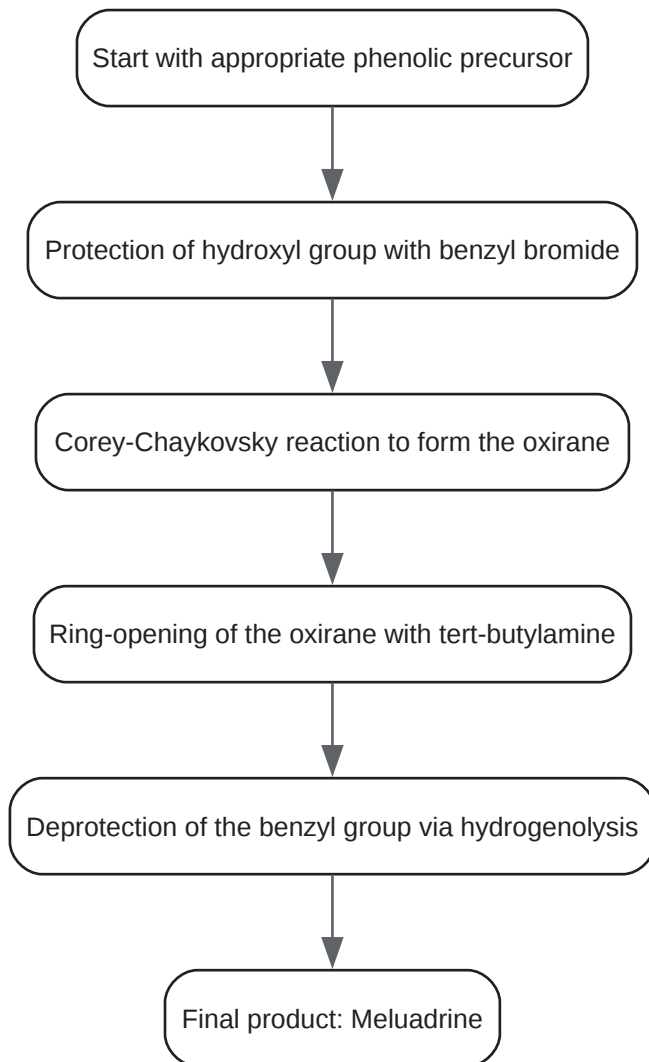 Start with appropriate phenolic precursor
Protection of hydroxyl group with benzyl bromide
Corey-Chaykovsky reaction to form the oxirane
Ring-opening of the oxirane with tert-butylamine
Deprotection of the benzyl group via hydrogenolysis
Final product: Meluadrine